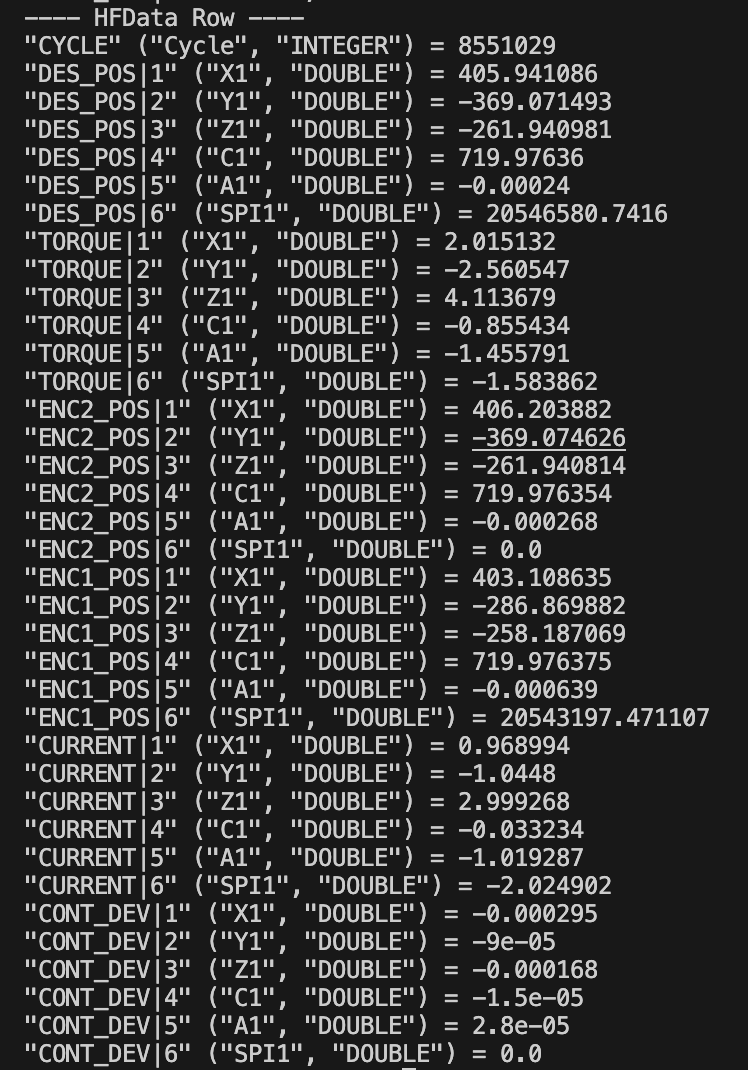 ---- HFData Row ----
"CYCLE" ("Cycle", "INTEGER") = 8551029
"DES_POS|1" ("X1", "DOUBLE") = 405.941086
"DES_POS|2" ("Y1", "DOUBLE") = -369.071493
"DES_POS|3" ("Z1", "DOUBLE") = -261.940981
"DES_POS|4" ("C1", "DOUBLE") = 719.97636
"DES_POS|5" ("A1", "DOUBLE") = -0.00024
"DES_POS|6" ("SPI1", "DOUBLE") = 20546580.7416
"TORQUE|1" ("X1", "DOUBLE") = 2.015132
"TORQUE|2" ("Y1", "DOUBLE") = -2.560547
"TORQUE|3" ("Z1", "DOUBLE") = 4.113679
"TORQUE|4" ("C1", "DOUBLE") = -0.855434
"TORQUE|5" ("A1", "DOUBLE") = -1.455791
"TORQUE|6" ("SPI1", "DOUBLE") = -1.583862
"ENC2_POS|1" ("X1", "DOUBLE") = 406.203882
"ENC2_POS|2" ("Y1", "DOUBLE") = -369.074626
"ENC2_POS|3" ("Z1", "DOUBLE") = -261.940814
"ENC2_POS|4" ("C1", "DOUBLE") = 719.976354
"ENC2_POS|5" ("A1", "DOUBLE") = -0.000268
"ENC2_POS|6" ("SPI1", "DOUBLE") = 0.0
"ENC1_POS|1" ("X1", "DOUBLE") = 403.108635
"ENC1_POS|2" ("Y1", "DOUBLE") = -286.869882
"ENC1_POS|3" ("Z1", "DOUBLE") = -258.187069
"ENC1_POS|4" ("C1", "DOUBLE") = 719.976375
"ENC1_POS|5" ("A1", "DOUBLE") = -0.000639
"ENC1_POS|6" ("SPI1", "DOUBLE") = 20543197.471107
"CURRENT|1" ("X1", "DOUBLE") = 0.968994
"CURRENT|2" ("Y1", "DOUBLE") = -1.0448
"CURRENT|3" ("Z1", "DOUBLE") = 2.999268
"CURRENT|4" ("C1", "DOUBLE") = -0.033234
"CURRENT|5" ("A1", "DOUBLE") = -1.019287
"CURRENT|6" ("SPI1", "DOUBLE") = -2.024902
"CONT_DEV|1" ("X1", "DOUBLE") = -0.000295
"CONT_DEV|2" ("Y1", "DOUBLE") = -9e-05
"CONT_DEV|3" ("Z1", "DOUBLE") = -0.000168
"CONT_DEV|4" ("C1", "DOUBLE") = -1.5e-05
"CONT_DEV|5" ("A1", "DOUBLE") = 2.8e-05
"CONT_DEV|6" ("SPI1", "DOUBLE") = 0.0